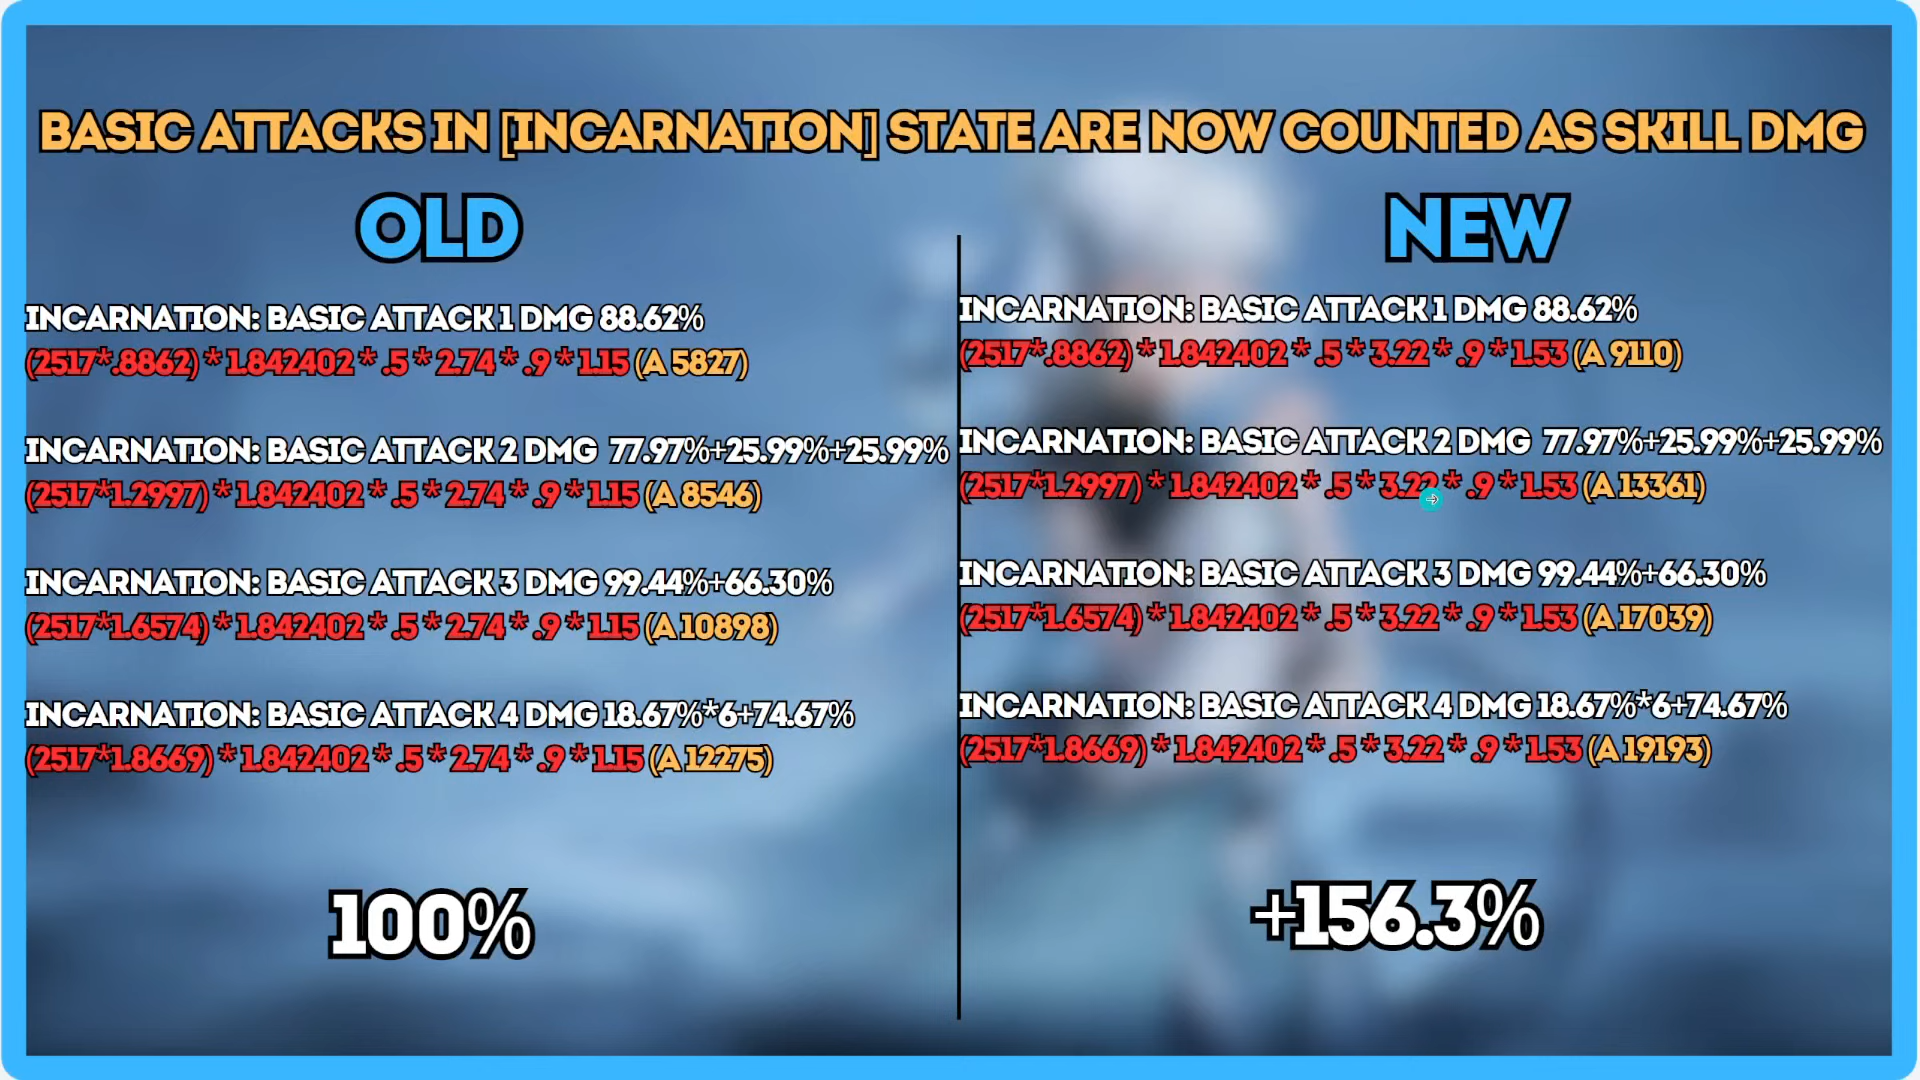 BASIC ATTACKS IN [INCARNATION] STATE ARE NOW COUNTED AS SKILL DMG
OLD
INCARNATION: BASIC ATTACK 1 DMG 88.62%
(2517*.8862) * 1.842402 * .5 * 2.74 * .9 * 1.15 (A 5827)
INCARNATION: BASIC ATTACK 2 DMG 77.97%+25.99%+25.99%
(2517*1.2997) * 1.842402 * .5 * 2.74 * .9 * 1.15 (A 8546)
INCARNATION: BASIC ATTACK 3 DMG 99.44%+66.30%
(2517*1.6574) * 1.842402 * .5 * 2.74 * .9 * 1.15 (A 10898)
INCARNATION: BASIC ATTACK 4 DMG 18.67%*6+74.67%
(2517*1.8669) * 1.842402 * .5 * 2.74 * .9 * 1.15 (A 12275)
100%
NEW
INCARNATION: BASIC ATTACK 1 DMG 88.62%
(2517*.8862) * 1.842402 * .5 * 3.22 * .9 * 1.53 (A 9110)
INCARNATION: BASIC ATTACK 2 DMG 77.97%+25.99%+25.99%
(2517*1.2997) * 1.842402 * .5 * 3.22 * .9 * 1.53 (A 13361)
INCARNATION: BASIC ATTACK 3 DMG 99.44%+66.30%
(2517*1.6574) * 1.842402 * .5 * 3.22 * .9 * 1.53 (A 17039)
INCARNATION: BASIC ATTACK 4 DMG 18.67%*6+74.67%
(2517*1.8669) * 1.842402 * .5 * 3.22 * .9 * 1.53 (A 19193)
+156.3%